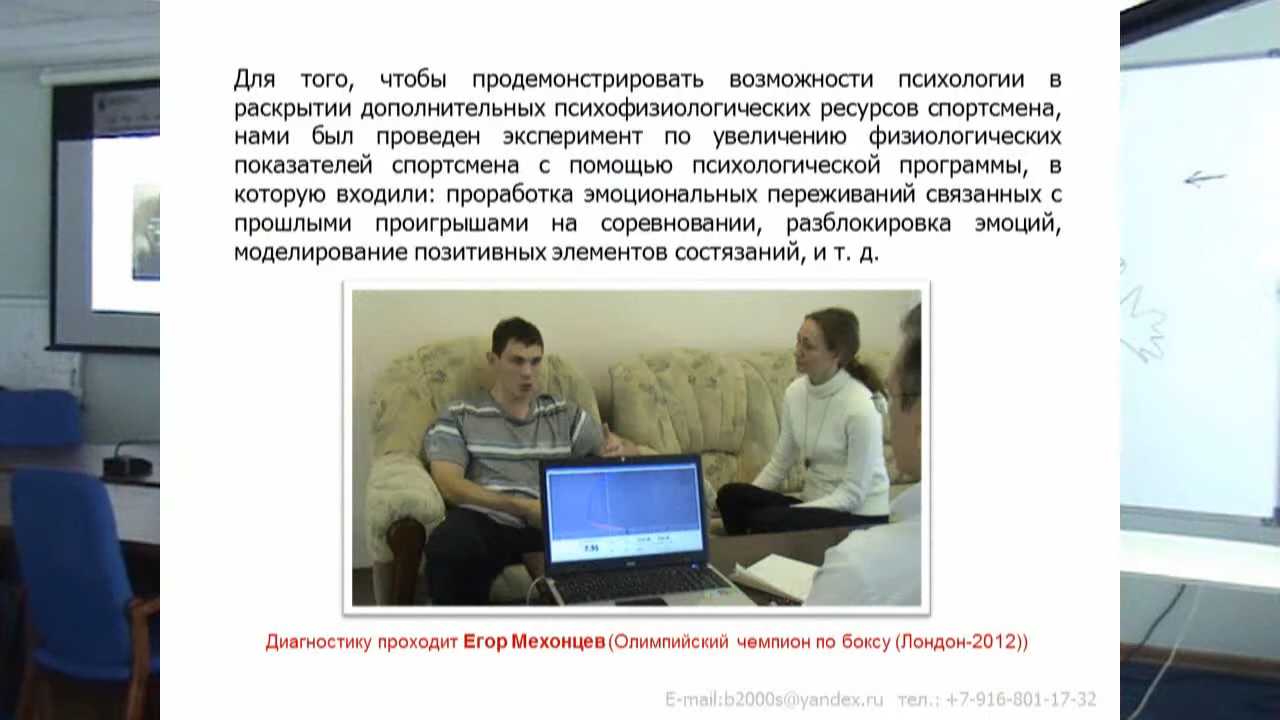 Для того, чтобы продемонстрировать возможности психологии в
раскрытии дополнительных психофизиологических ресурсов спортсмена,
нами был проведен эксперимент по увеличению физиологических
показателей спортсмена с помощью психологической программы, в
которую входили: проработка эмоциональных переживаний связанных с
прошлыми проигрышами на соревновании, разблокировка эмоций,
моделирование позитивных элементов состязаний, и т. д.
Диагностику проходит Егор Мехонцев (Олимпийский чемпион по боксу (Лондон-2012))
E-mail:b2000s@yandex.ru тел.: +7-916-801-17-32